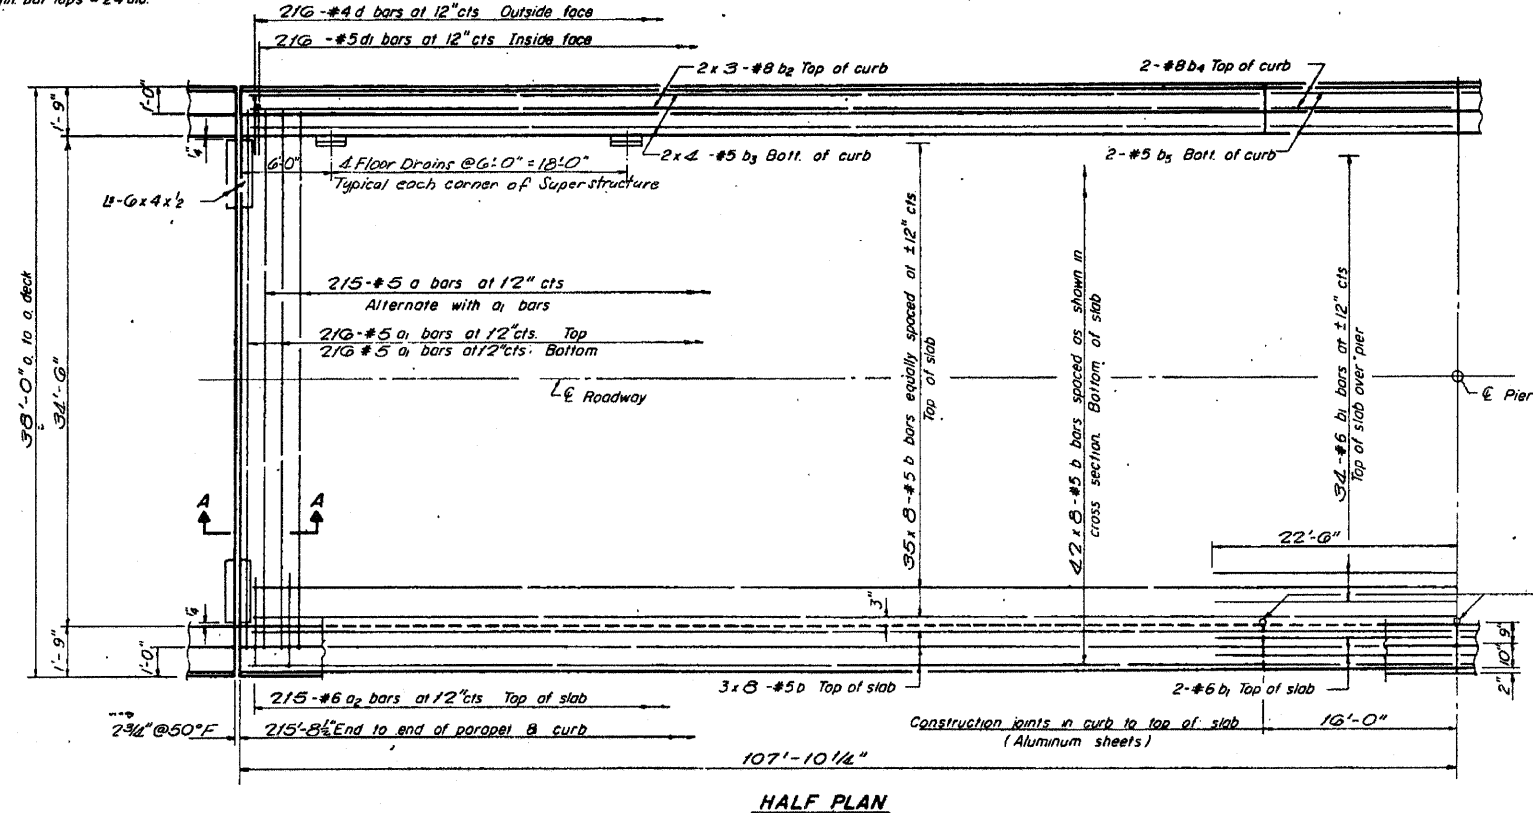 216 -#4 d bars at 12"cts Outside face
216 -#5 d1 bars at 12"cts Inside face
2 x 3 -#8 b2 Top of curb
2-#8 b4 Top of curb
1'-9"
1'-0"
1/4"
6'-0"
4 Floor Drains @6'-0" = 18'-0"
Typical each corner of Superstructure
2 x 4 -#5 b3 Bott. of curb
2-#5 b5 Bott. of curb
Ls-6 x 4 x 1/2
38'-0" o. to o. deck
34'-6"
215-#5 a bars at 12" cts
Alternate with a1 bars
216-#5 a1 bars at 12"cts. Top
216 #5 a1 bars at 12"cts. Bottom
℄ Roadway
35 x 8-#5 b bars equally spaced at ±12" cts
Top of slab
42 x 8-#5 b bars spaced as shown in
cross section. Bottom of slab
34-#6 b1 bars at ±12" cts
Top of slab over pier
℄ Pier
A
A
22'-6"
1/4"
3"
1'-9"
1'-0"
9"
10"
2"
3 x 8 -#5 b Top of slab
2-#6 b1 Top of slab
215-#6 a2 bars at 12"cts Top of slab
2 3/4" @50°F
215'-8 1/2" End to end of parapet & curb
Construction joints in curb to top of slab
(Aluminum sheets)
16'-0"
107'-10 1/4"
HALF PLAN